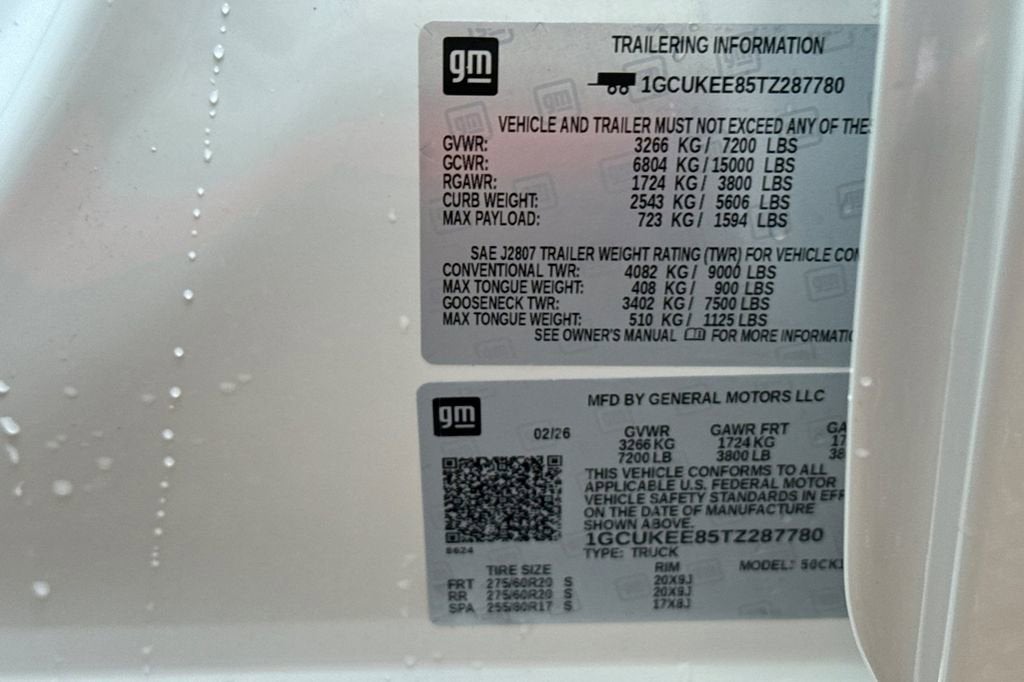 gm
TRAILERING INFORMATION
1GCUKEE85TZ287780
VEHICLE AND TRAILER MUST NOT EXCEED ANY OF THE
GVWR: 3266 KG / 7200 LBS
GCWR: 6804 KG / 15000 LBS
RGAWR: 1724 KG / 3800 LBS
CURB WEIGHT: 2543 KG / 5606 LBS
MAX PAYLOAD: 723 KG / 1594 LBS
SAE J2807 TRAILER WEIGHT RATING (TWR) FOR VEHICLE CON
CONVENTIONAL TWR: 4082 KG / 9000 LBS
MAX TONGUE WEIGHT: 408 KG / 900 LBS
GOOSENECK TWR: 3402 KG / 7500 LBS
MAX TONGUE WEIGHT: 510 KG / 1125 LBS
SEE OWNER'S MANUAL FOR MORE INFORMATIO
gm
MFD BY GENERAL MOTORS LLC
02/26 GVWR GAWR FRT GA
3266 KG 1724 KG 17
7200 LB 3800 LB 38
THIS VEHICLE CONFORMS TO ALL
APPLICABLE U.S. FEDERAL MOTOR
VEHICLE SAFETY STANDARDS IN EFF
ON THE DATE OF MANUFACTURE
SHOWN ABOVE.
1GCUKEE85TZ287780
TYPE: TRUCK
MODEL:
TIRE SIZE RIM
FRT 275/60R20 S 20X9J
RR 275/60R20 S 20X9J
SPA 255/80R17 S 17X8J